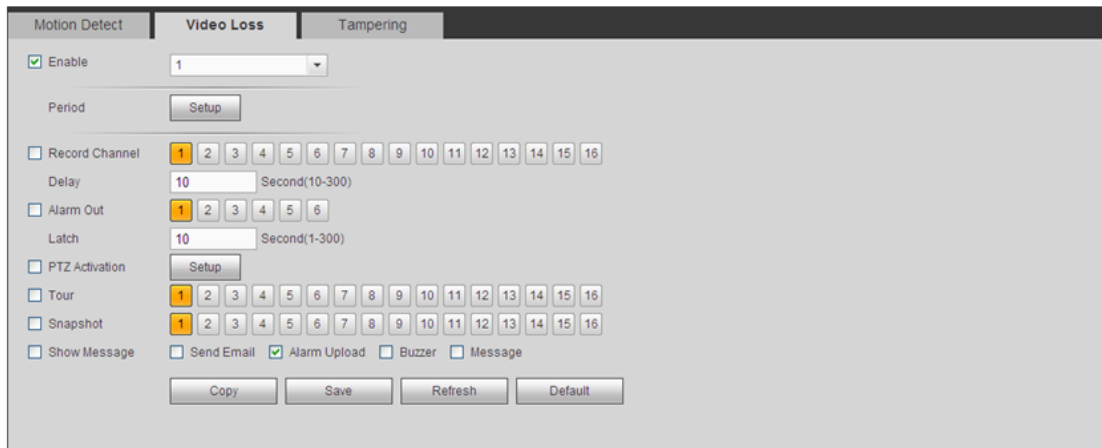 Motion Detect Video Loss Tampering
Enable 1
Period Setup
Record Channel 1 2 3 4 5 6 7 8 9 10 11 12 13 14 15 16
Delay 10 Second(10-300)
Alarm Out 1 2 3 4 5 6
Latch 10 Second(1-300)
PTZ Activation Setup
Tour 1 2 3 4 5 6 7 8 9 10 11 12 13 14 15 16
Snapshot 1 2 3 4 5 6 7 8 9 10 11 12 13 14 15 16
Show Message Send Email Alarm Upload Buzzer Message
Copy Save Refresh Default